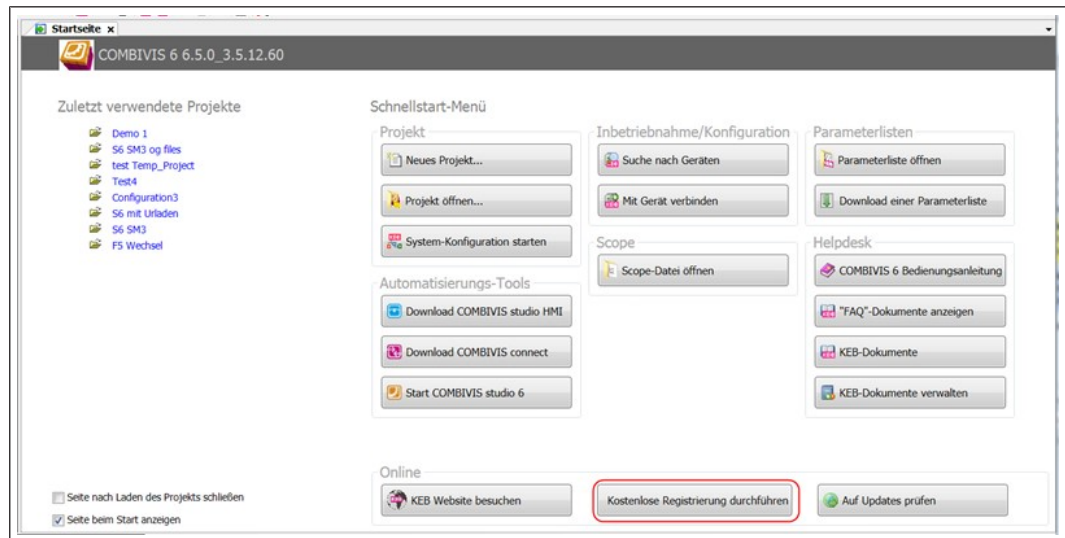 Startseite x
COMBIVIS 6 6.5.0_3.5.12.60
Zuletzt verwendete Projekte
Demo 1
S6 SM3 og files
test Temp_Project
Test4
Configuration3
S6 mit Urladen
S6 SM3
F5 Wechsel
Seite nach Laden des Projekts schließen
Seite beim Start anzeigen
Schnellstart-Menü
Projekt
Neues Projekt...
Projekt öffnen...
System-Konfiguration starten
Automatisierungs-Tools
Download COMBIVIS studio HMI
Download COMBIVIS connect
Start COMBIVIS studio 6
Inbetriebnahme/Konfiguration
Suche nach Geräten
Mit Gerät verbinden
Scope
Scope-Datei öffnen
Parameterlisten
Parameterliste öffnen
Download einer Parameterliste
Helpdesk
COMBIVIS 6 Bedienungsanleitung
"FAQ"-Dokumente anzeigen
KEB-Dokumente
KEB-Dokumente verwalten
Online
KEB Website besuchen
Kostenlose Registrierung durchführen
Auf Updates prüfen